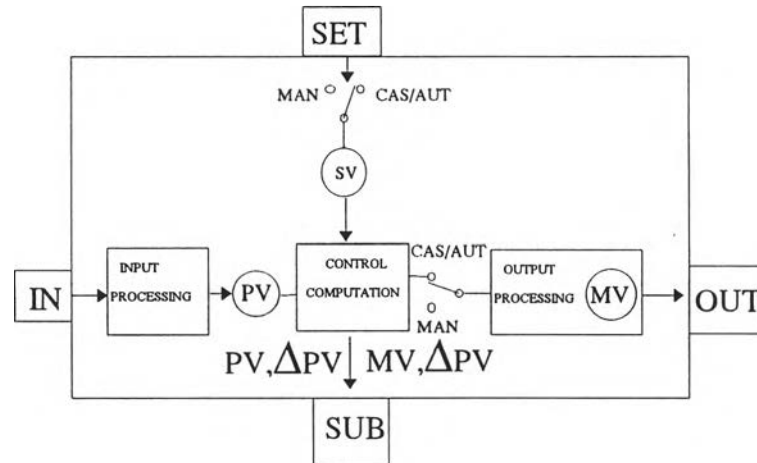 SET
MAN CAS/AUT
SV
CAS/AUT
INPUT
PROCESSING
PV
CONTROL
COMPUTATION
OUTPUT
PROCESSING
MV
IN
OUT
MAN
PV,ΔPV MV,ΔPV
SUB